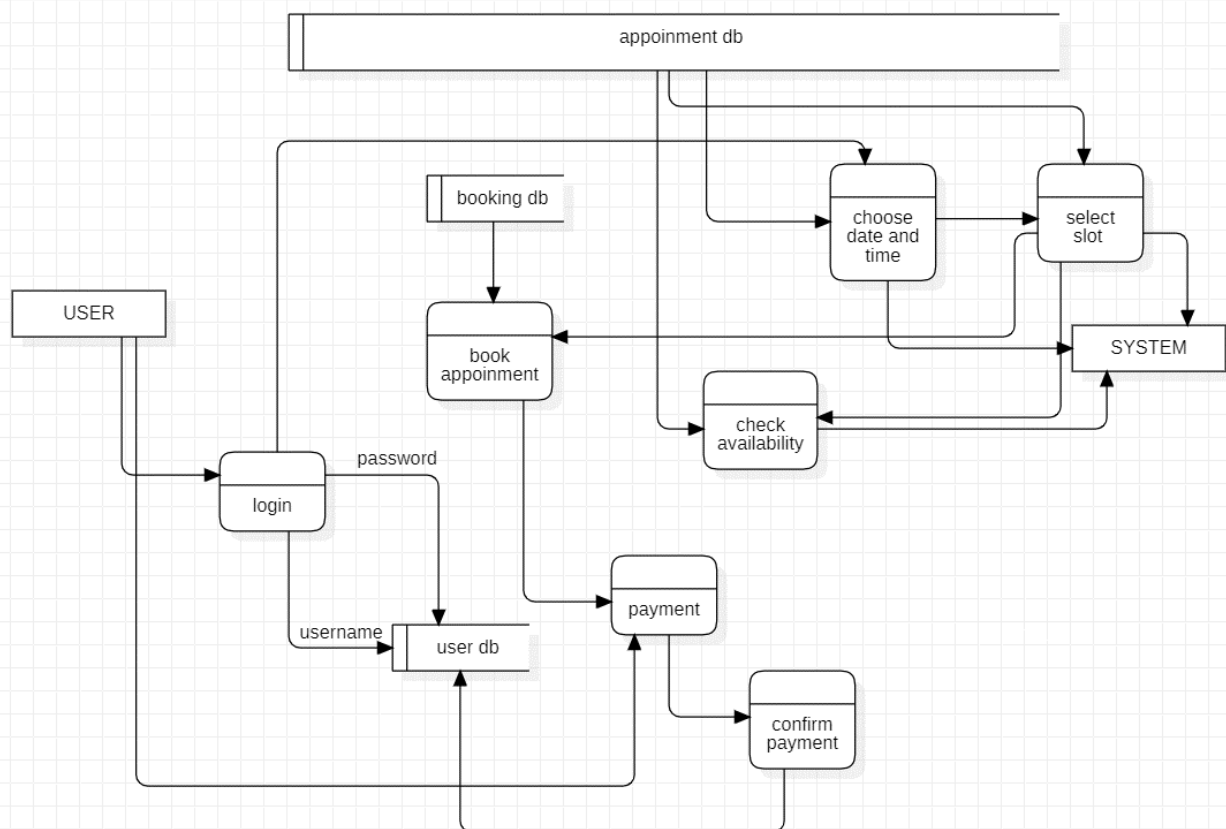 appoinment db
booking db
choose
date and
time
select
slot
USER
SYSTEM
book
appoinment
check
availability
password
login
username
user db
payment
confirm
payment